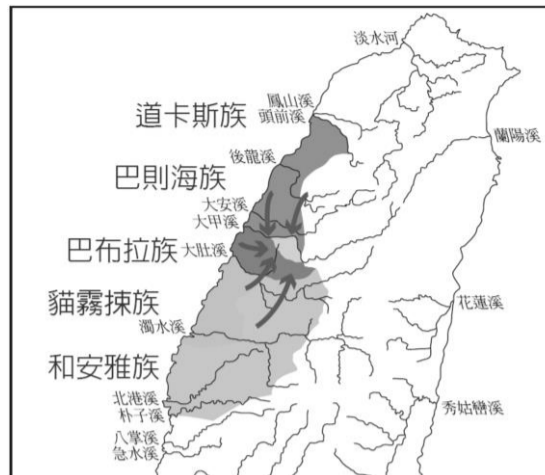 淡水河
鳳山溪
頭前溪
道卡斯族
蘭陽溪
後龍溪
巴則海族
大安溪
大甲溪
巴布拉族
大肚溪
貓霧捒族
花蓮溪
濁水溪
和安雅族
北港溪
朴子溪
秀姑巒溪
八掌溪
急水溪